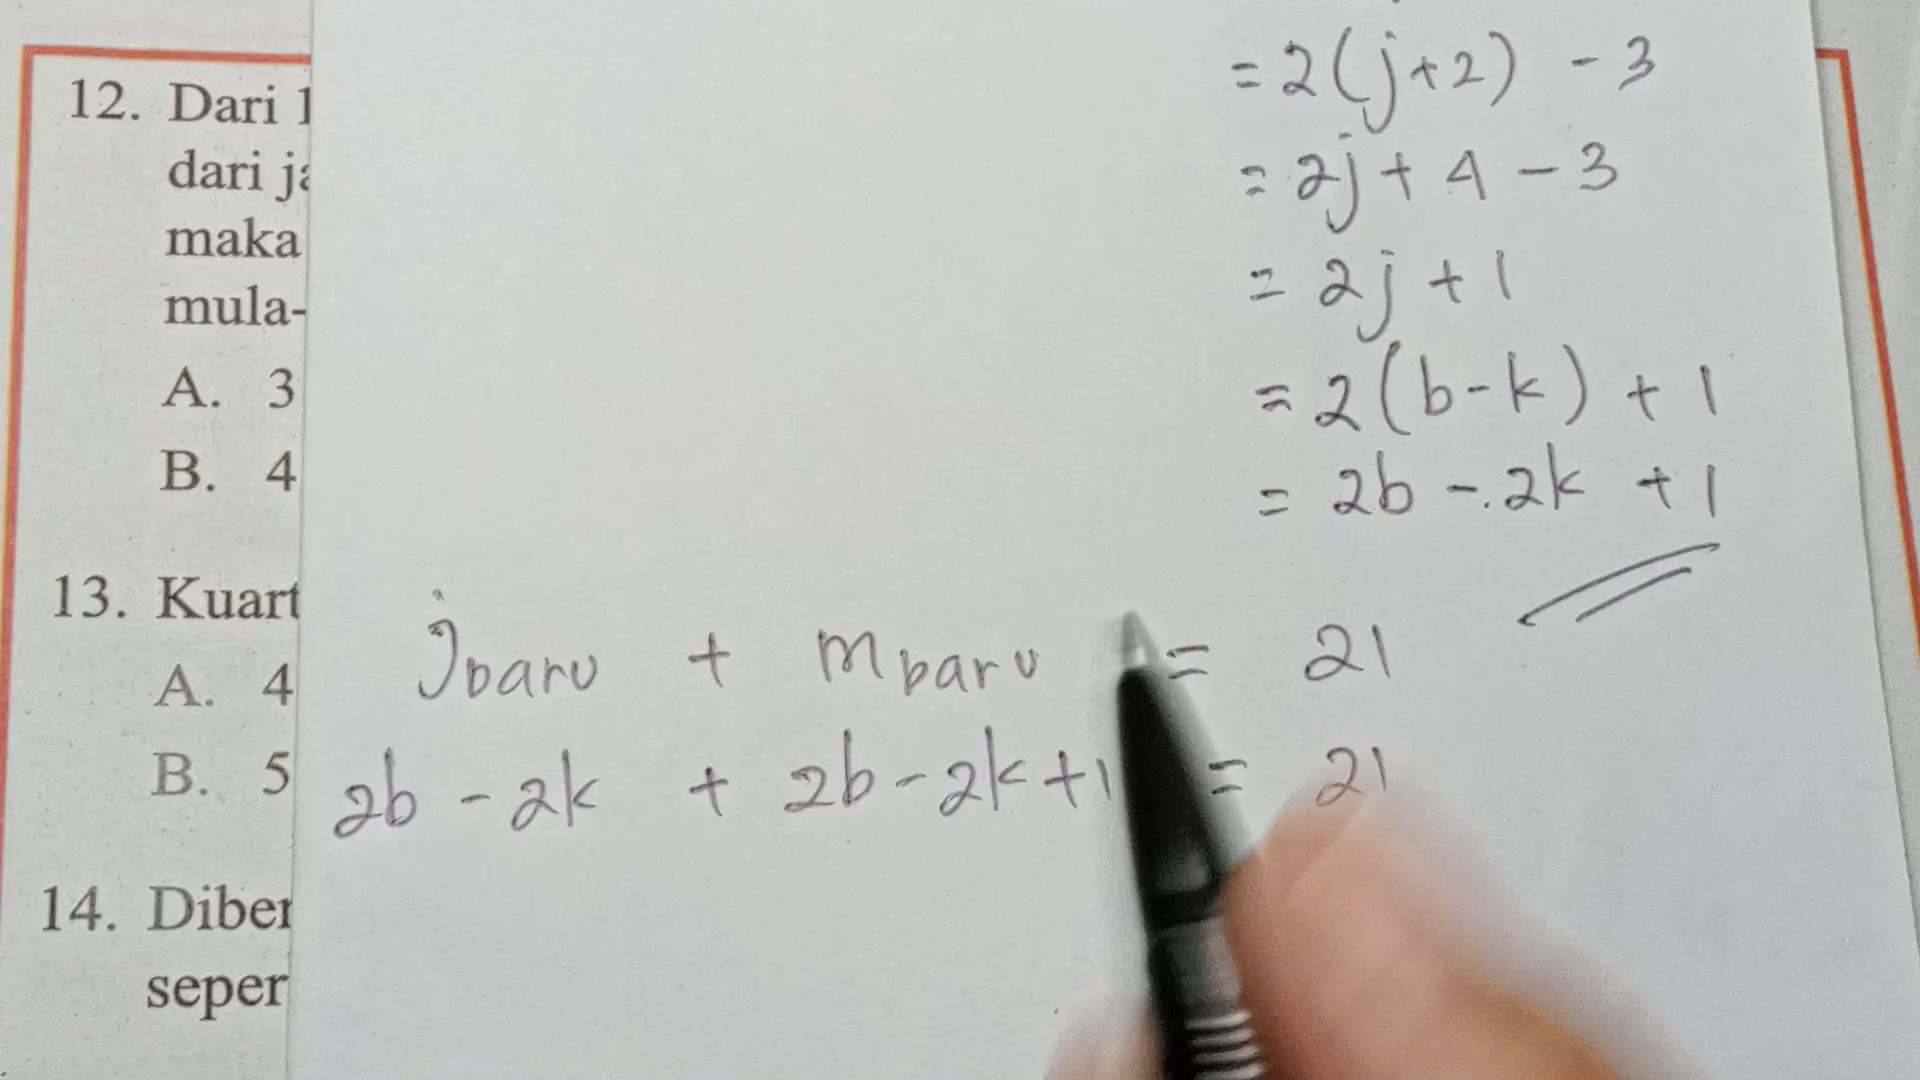 12. Dari
dari
maka
mula-
A. 3
B. 4
13. Kuart
A. 4
B. 5
14. Diber
seper
= 2(j+2) - 3
= 2j + 4 - 3
= 2j + 1
= 2(b-k) + 1
= 2b - 2k + 1
jbaru + mbaru = 21
2b - 2k + 2b - 2k + 1 = 21